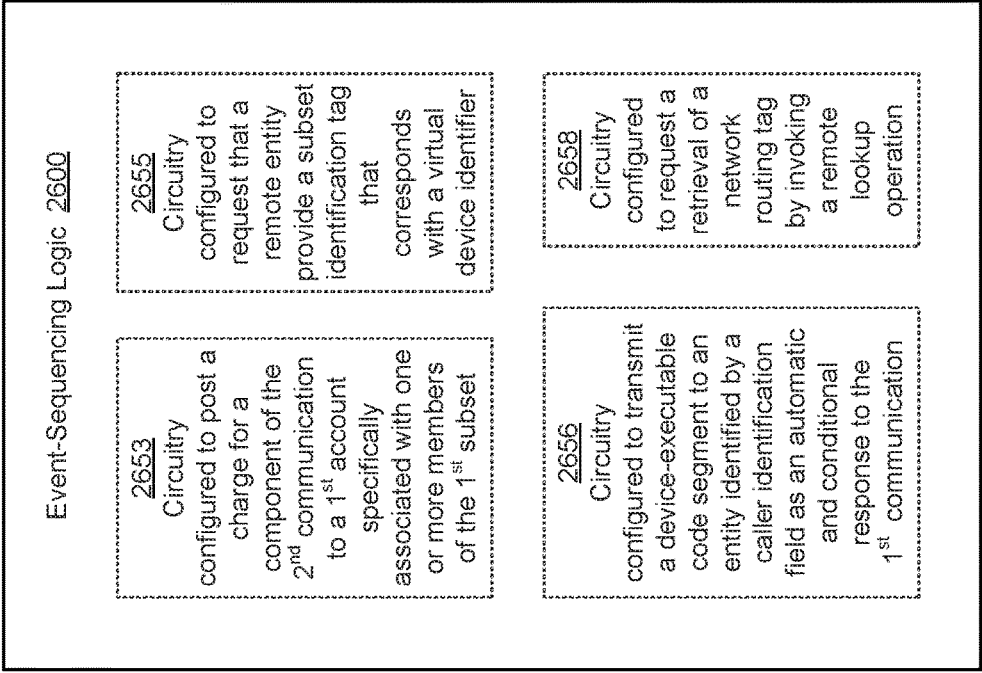 Event-Sequencing Logic 2600
2653
Circuitry
configured to post a
charge for a
component of the
2nd communication
to a 1st account
specifically
associated with one
or more members
of the 1st subset
2655
Circuitry
configured to
request that a
remote entity
provide a subset
identification tag
that
corresponds
with a virtual
device identifier
2656
Circuitry
configured to transmit
a device-executable
code segment to an
entity identified by a
caller identification
field as an automatic
and conditional
response to the
1st communication
2658
Circuitry
configured
to request a
retrieval of a
network
routing tag
by invoking
a remote
lookup
operation